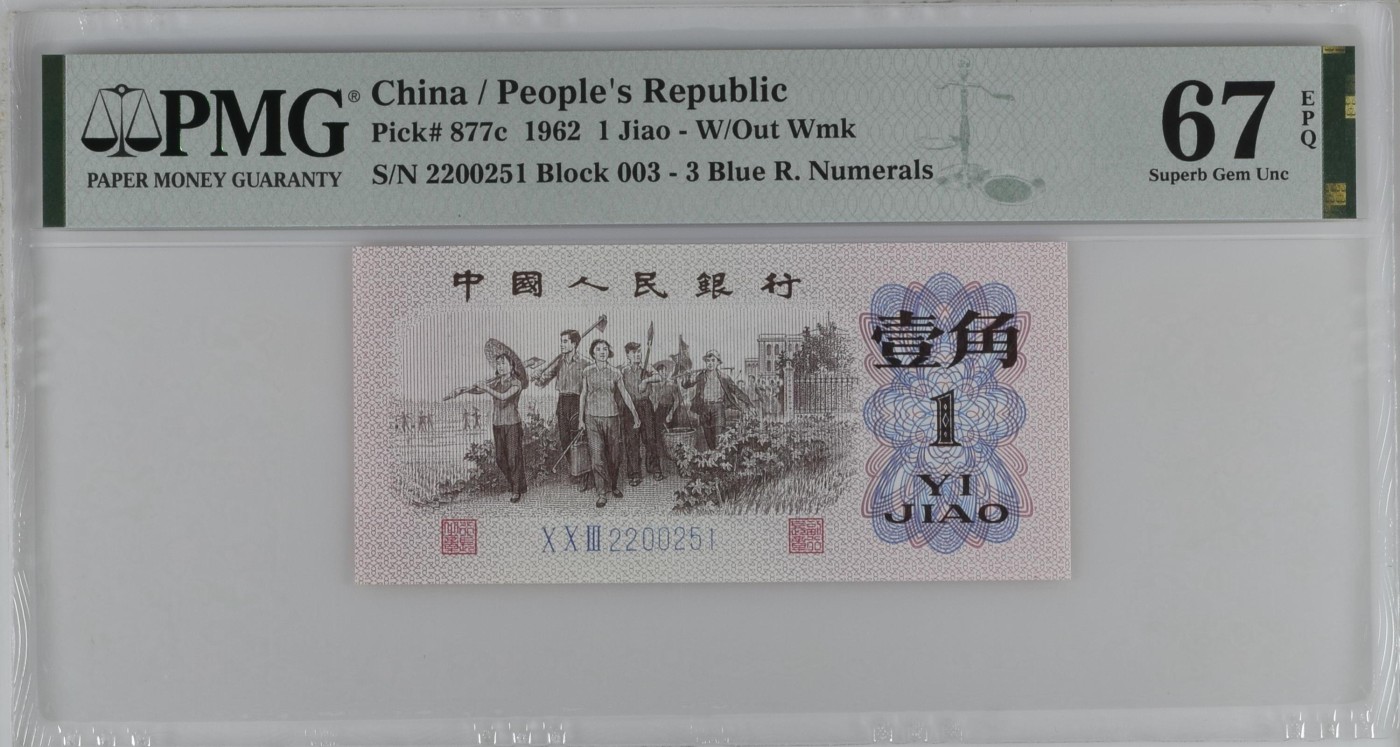 PMG®
PAPER MONEY GUARANTY
China / People's Republic
Pick# 877c 1962 1 Jiao - W/Out Wmk
S/N 2200251 Block 003 - 3 Blue R. Numerals
67
EPQ
Superb Gem Unc
中國人民銀行
壹角
1
YI
JIAO
XXIII 2200251